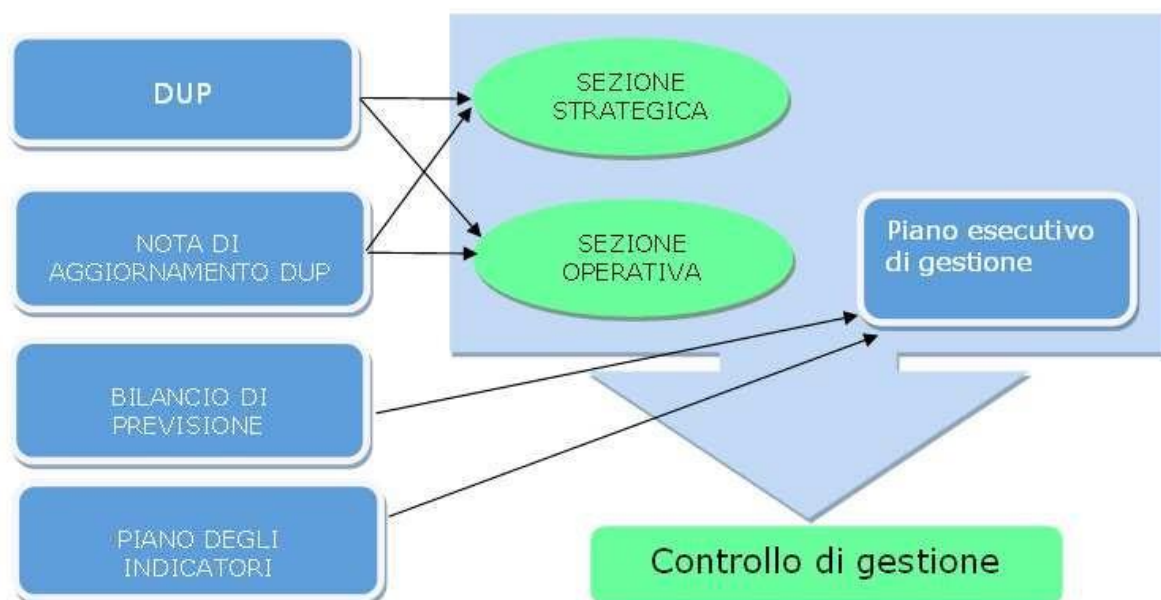 DUP
SEZIONE
STRATEGICA
NOTA DI
AGGIORNAMENTO DUP
SEZIONE
OPERATIVA
Piano esecutivo
di gestione
BILANCIO DI
PREVISIONE
PIANO DEGLI
INDICATORI
Controllo di gestione